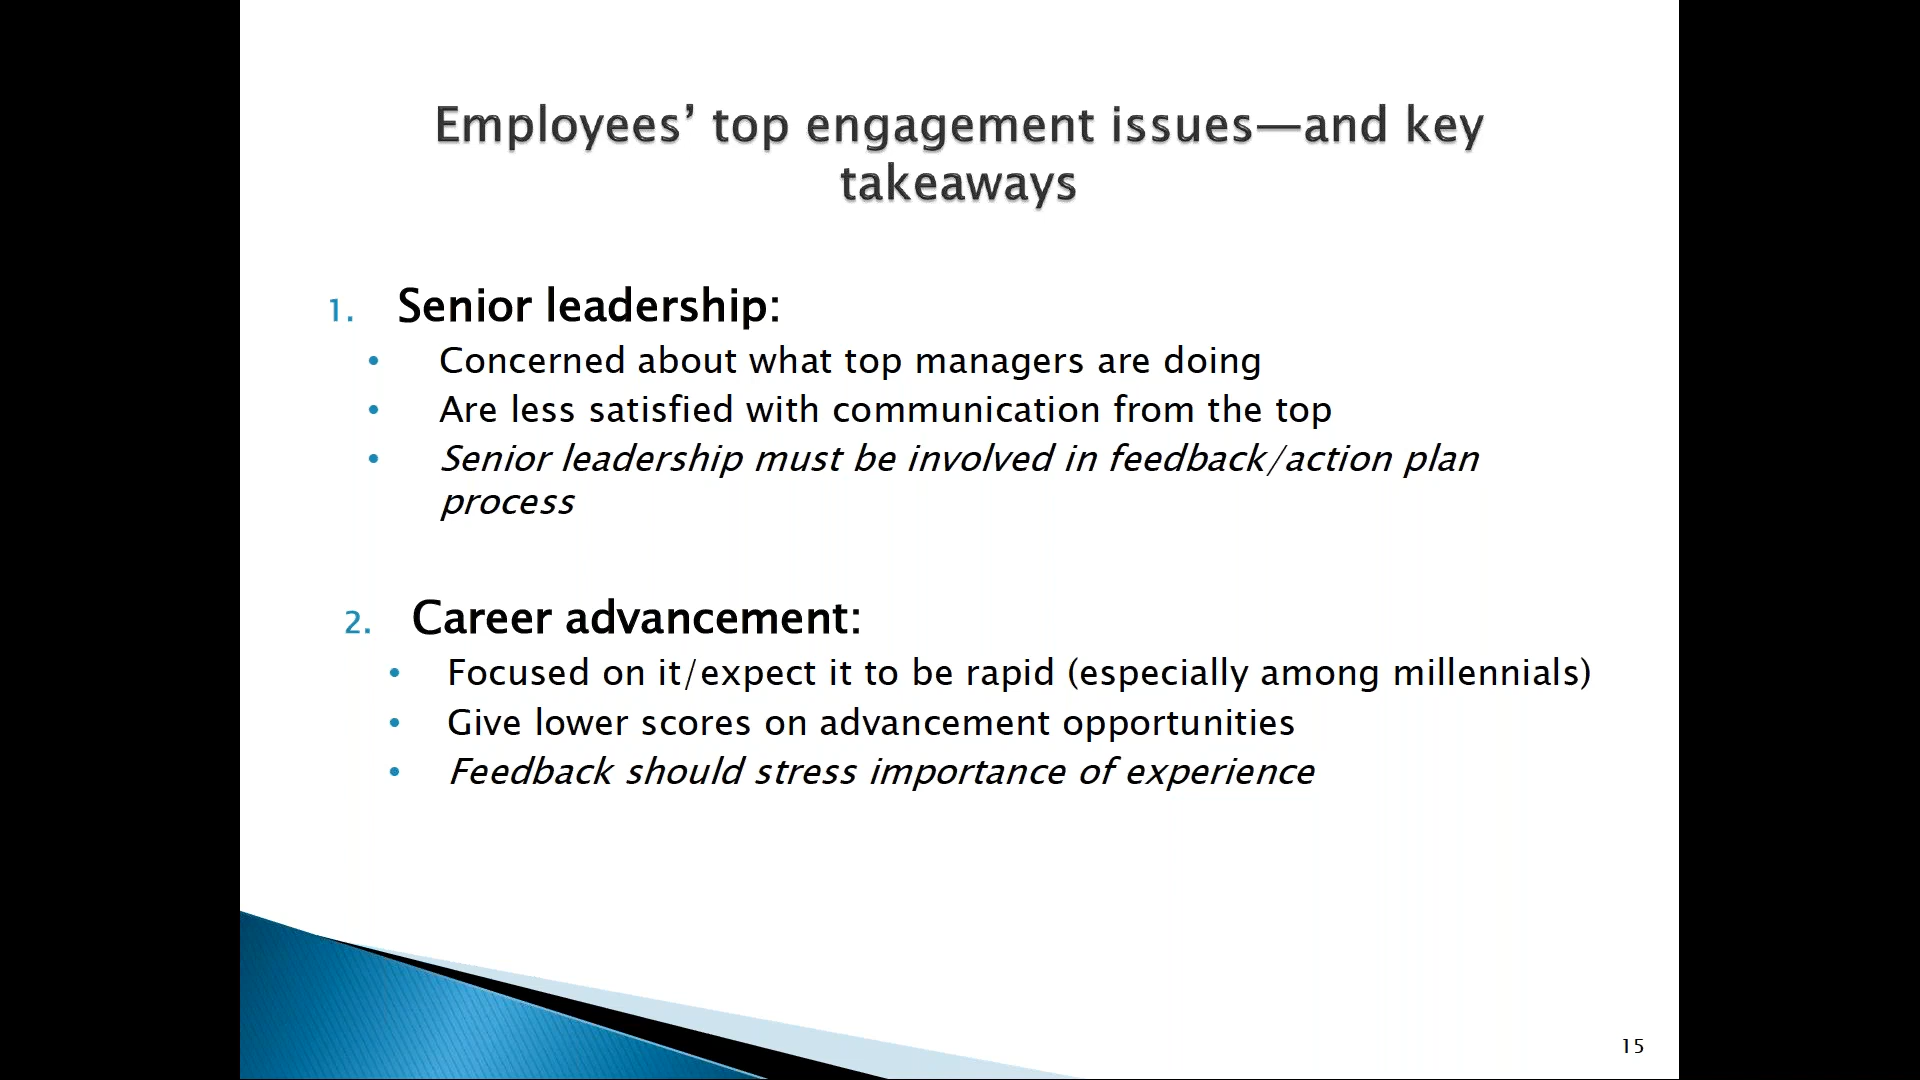 Employees’ top engagement issues—and key
takeaways
1. Senior leadership:
• Concerned about what top managers are doing
• Are less satisfied with communication from the top
• Senior leadership must be involved in feedback/action plan
process
2. Career advancement:
• Focused on it/expect it to be rapid (especially among millennials)
• Give lower scores on advancement opportunities
• Feedback should stress importance of experience
15